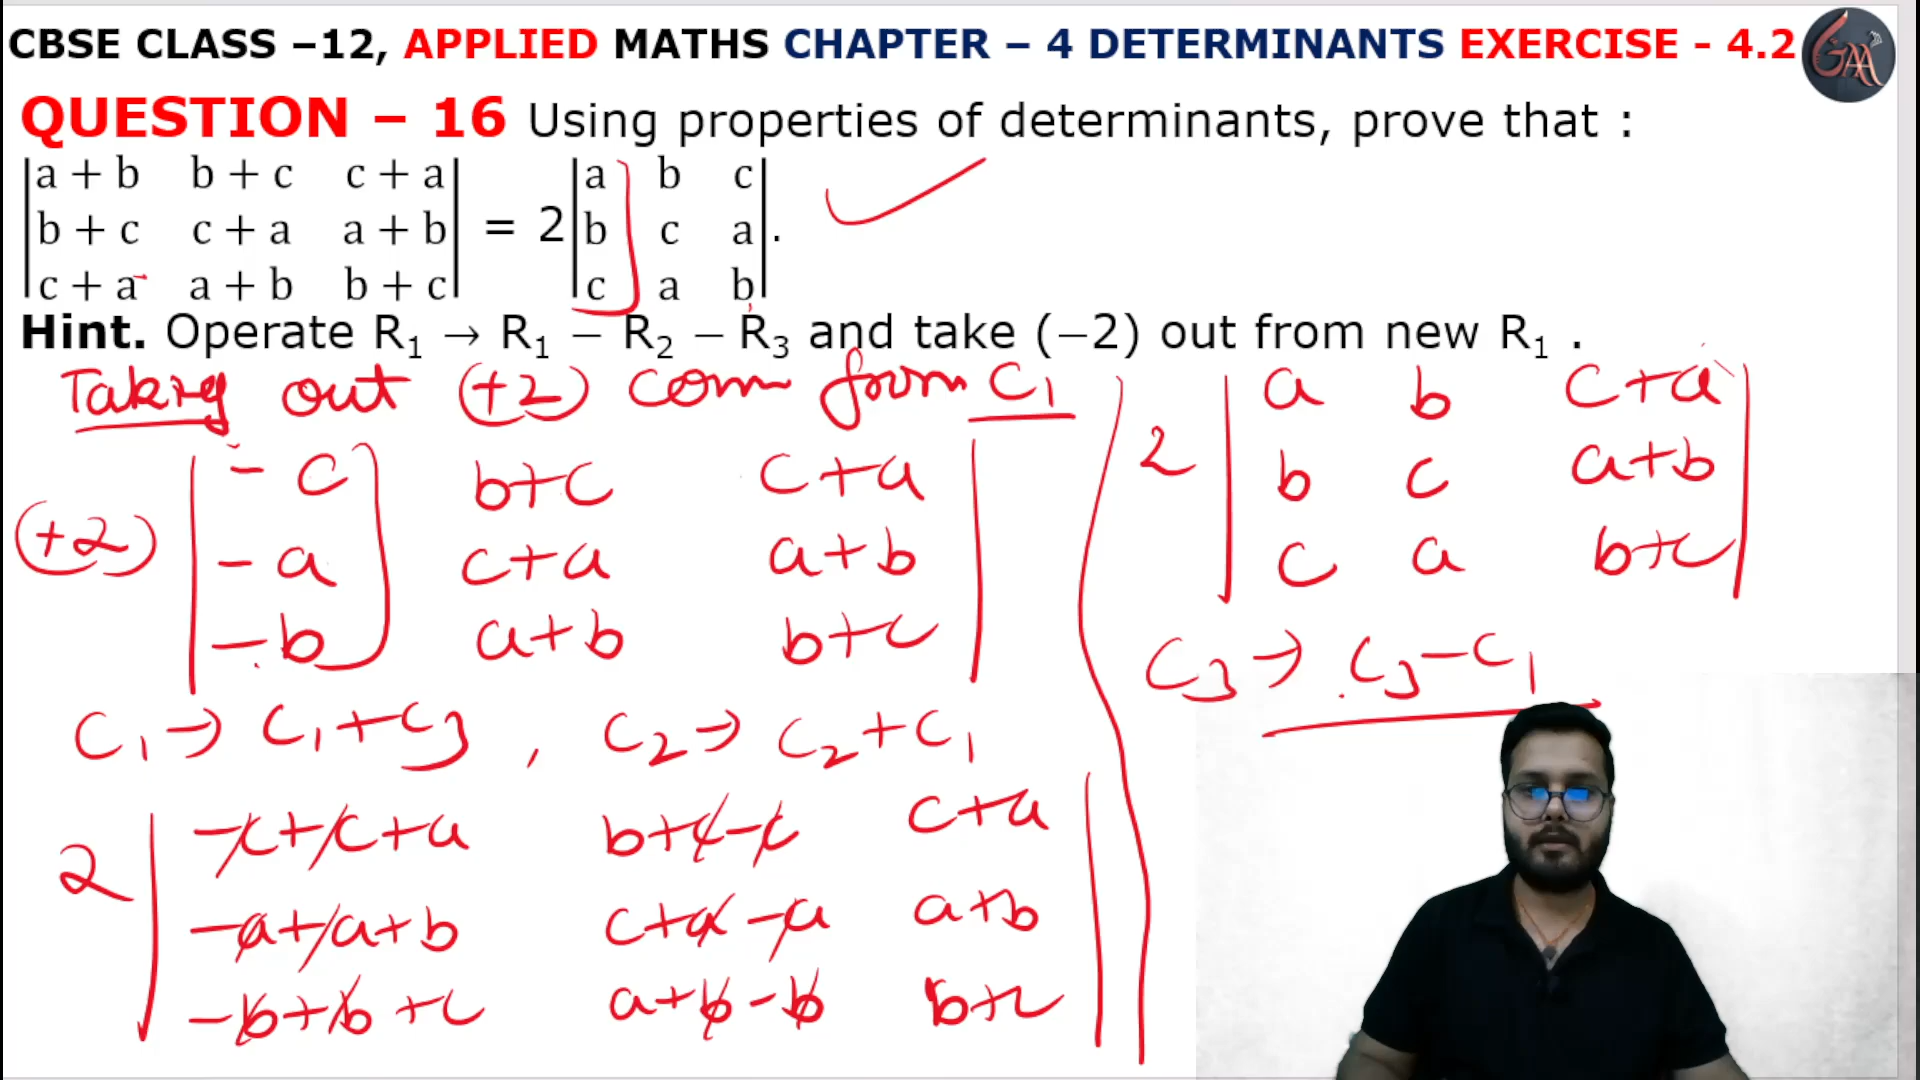 CBSE CLASS –12, APPLIED MATHS CHAPTER – 4 DETERMINANTS EXERCISE - 4.2
QUESTION – 16 Using properties of determinants, prove that :
|a + b b + c c + a| |a b c|
|b + c c + a a + b| = 2 |b c a|.
|c + a a + b b + c| |c a b|
Hint. Operate R₁ → R₁ − R₂ − R₃ and take (−2) out from new R₁ .
Taking out (+2) com from C₁
(+2) | - c b+c c+a |
| - a c+a a+b |
| - b a+b b+c |
C₁ → C₁+C₃ , C₂ → C₂+C₁
2 | -c+c+a b+c-c c+a |
| -a+a+b c+a-a a+b |
| -b+b+c a+b-b b+c |
2 | a b c+a |
| b c a+b |
| c a b+c |
C₃ → C₃-C₁